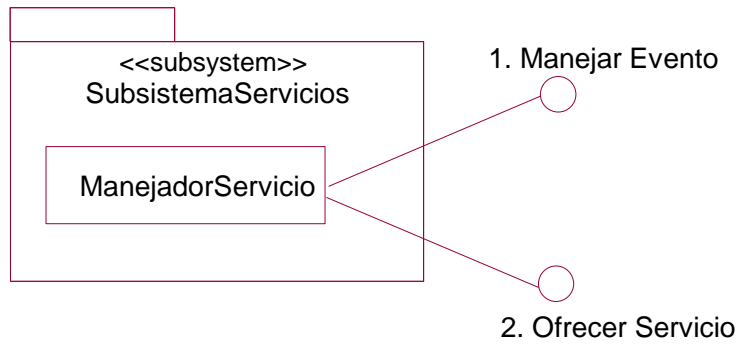 <<subsystem>>
SubsistemaServicios
ManejadorServicio
1. Manejar Evento
2. Ofrecer Servicio